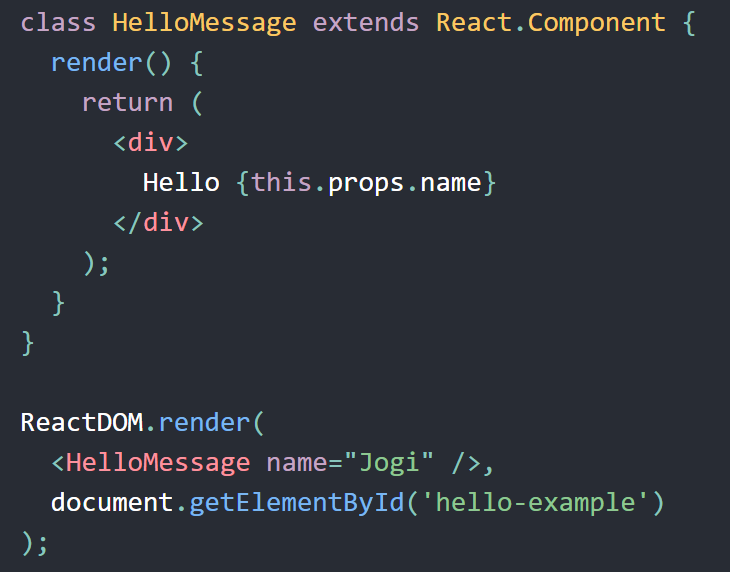 class HelloMessage extends React.Component {
  render() {
    return (
      <div>
        Hello {this.props.name}
      </div>
    );
  }
}

ReactDOM.render(
  <HelloMessage name="Jogi" />,
  document.getElementById('hello-example')
);